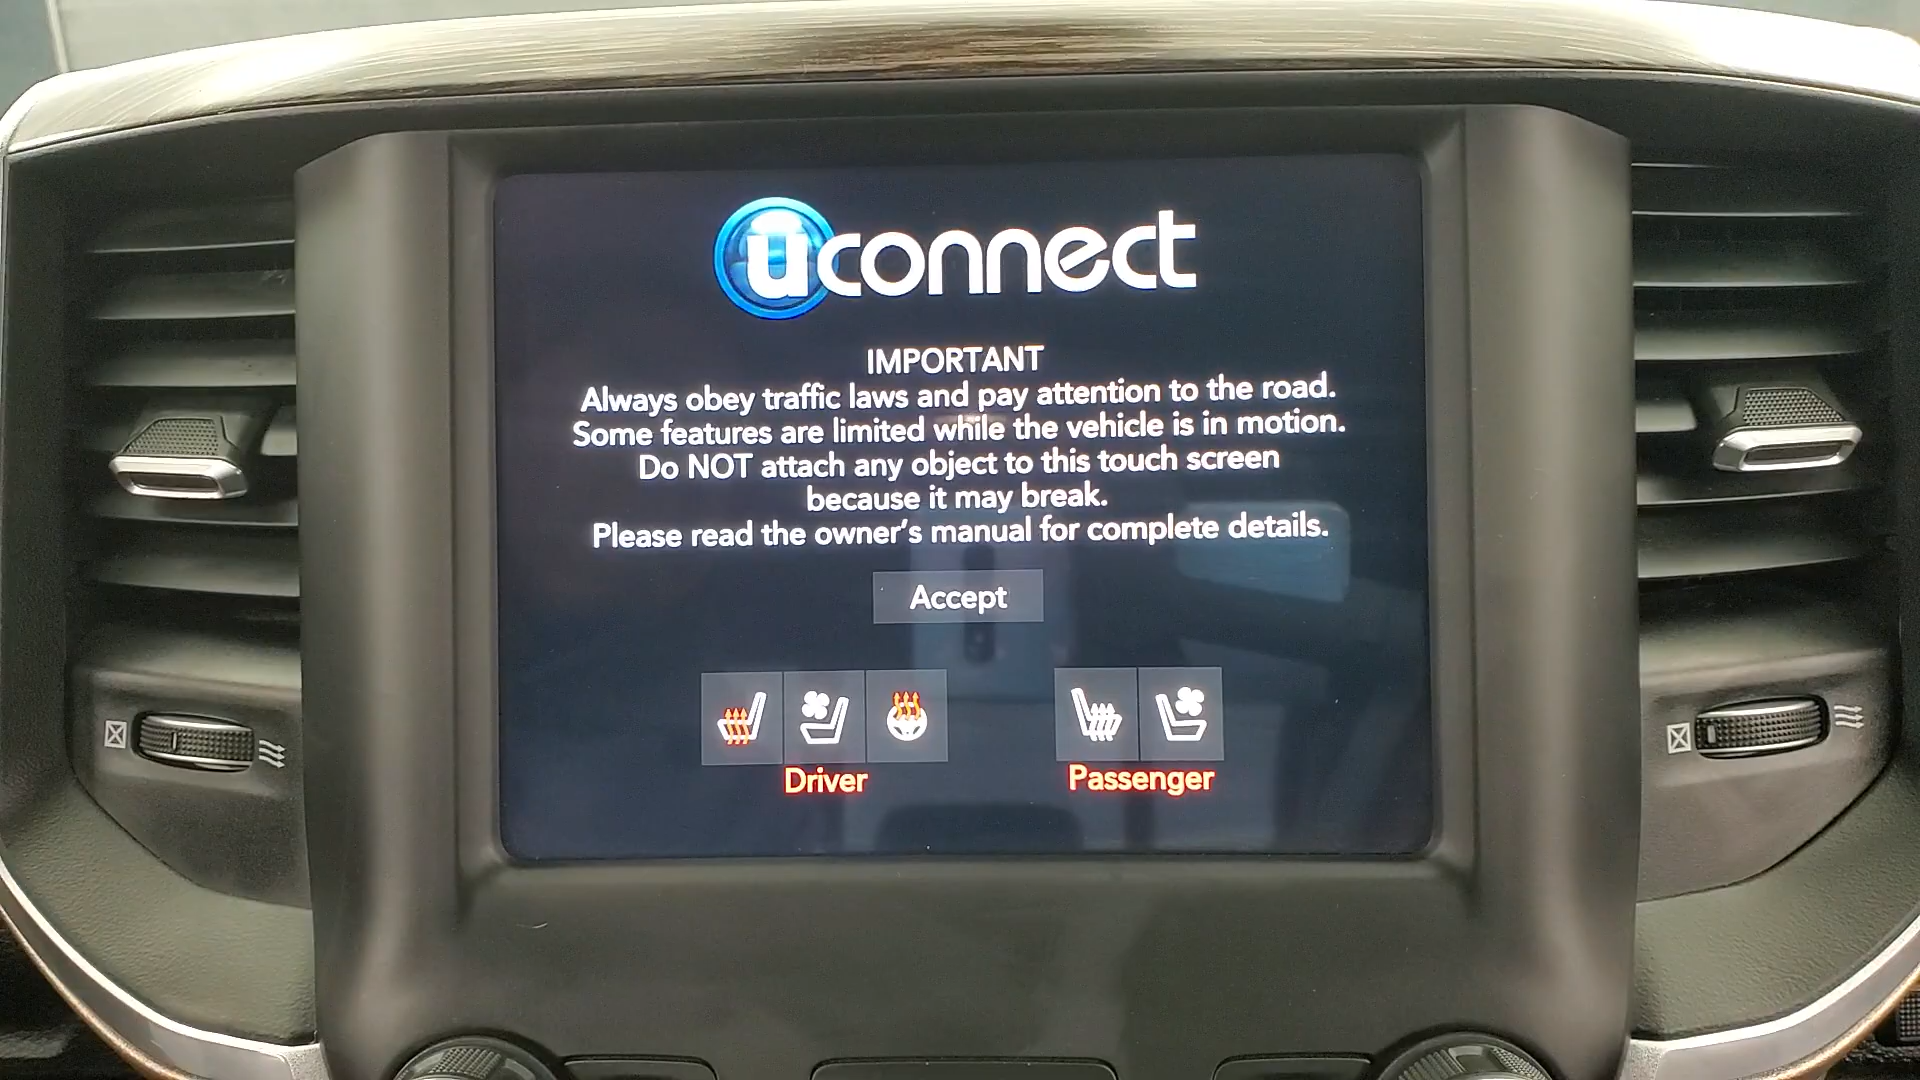 uconnect
IMPORTANT
Always obey traffic laws and pay attention to the road.
Some features are limited while the vehicle is in motion.
Do NOT attach any object to this touch screen
because it may break.
Please read the owner's manual for complete details.
Accept
Driver
Passenger